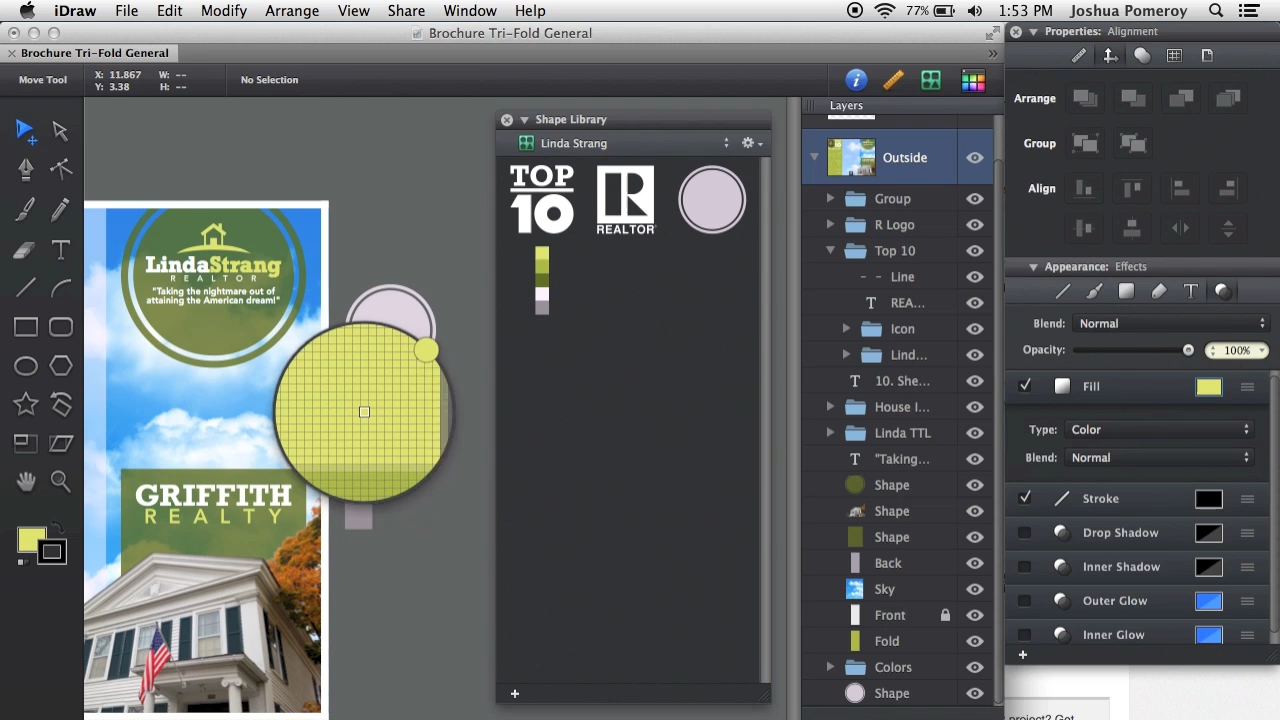 iDraw File Edit Modify Arrange View Share Window Help 77% 1:53 PM Joshua Pomeroy
Brochure Tri-Fold General
Brochure Tri-Fold General
Move Tool X: 11.867 W: -- No Selection
Y: 3.38 H: --
Shape Library
Linda Strang
TOP
10
R
REALTOR
LindaStrang
REALTOR
"Taking the nightmare out of
attaining the American dream!"
GRIFFITH
REALTY
Layers
Outside
Group
R Logo
Top 10
Line
REA...
Icon
Lind...
10. She...
House I...
Linda TTL
"Taking...
Shape
Shape
Shape
Back
Sky
Front
Fold
Colors
Shape
Properties: Alignment
Arrange
Group
Align
Appearance: Effects
Blend: Normal
Opacity: 100%
Fill
Type: Color
Blend: Normal
Stroke
Drop Shadow
Inner Shadow
Outer Glow
Inner Glow
project? Got